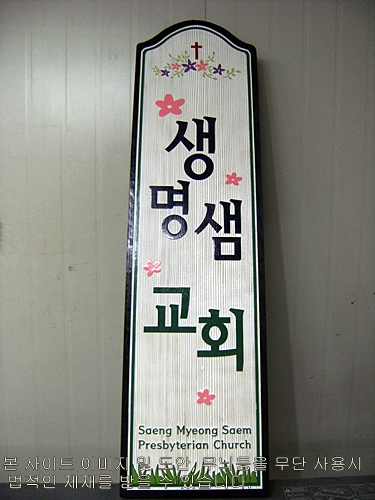 생
명
샘
교
회
Saeng Myeong Saem
Presbyterian Church
본 사이트 이미지 및 도안, 문구들을 무단 사용시
법적인 제재를 받을 수 있습니다.